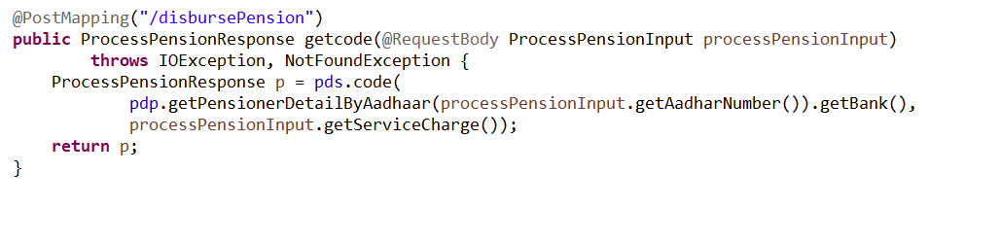 @PostMapping("/disbursePension")
public ProcessPensionResponse getcode(@RequestBody ProcessPensionInput processPensionInput)
        throws IOException, NotFoundException {
    ProcessPensionResponse p = pds.code(
            pdp.getPensionerDetailByAadhaar(processPensionInput.getAadharNumber()).getBank(),
            processPensionInput.getServiceCharge());
    return p;
}